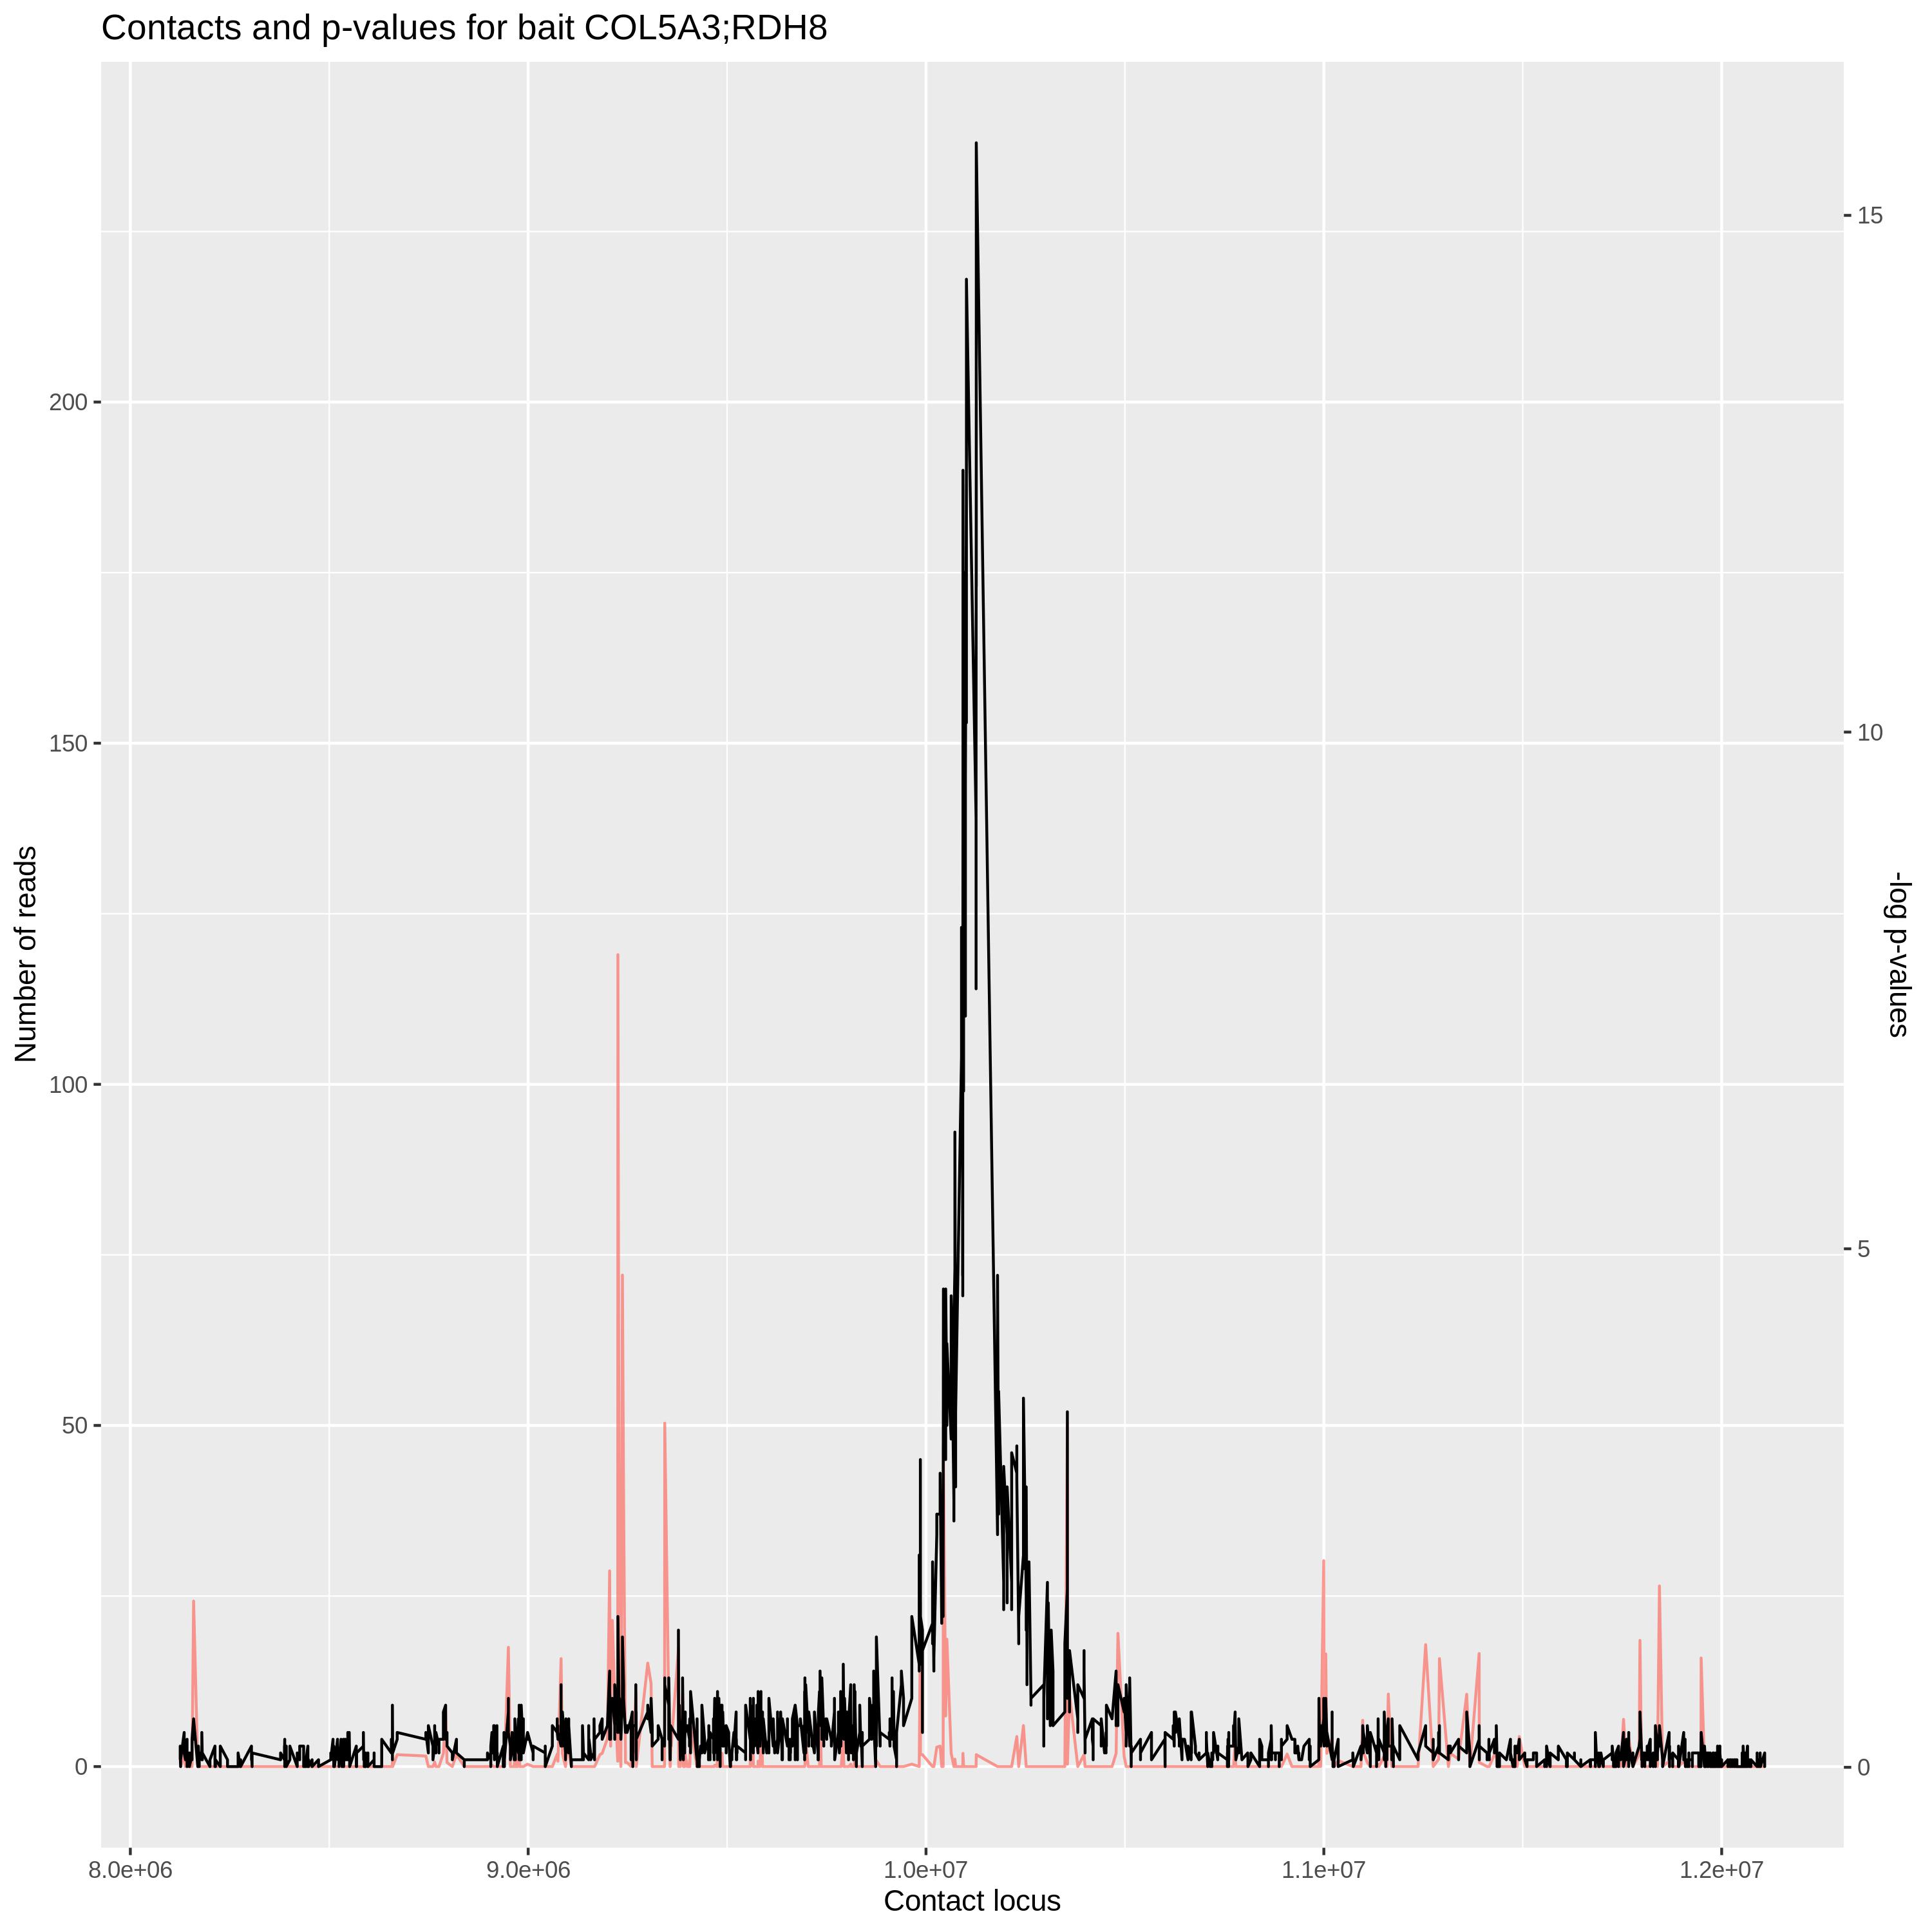 Contacts and p-values for bait COL5A3;RDH8
Number of reads
200
150
100
50
0
15
10
5
0
-log p-values
8.0e+06 9.0e+06 1.0e+07 1.1e+07 1.2e+07
Contact locus